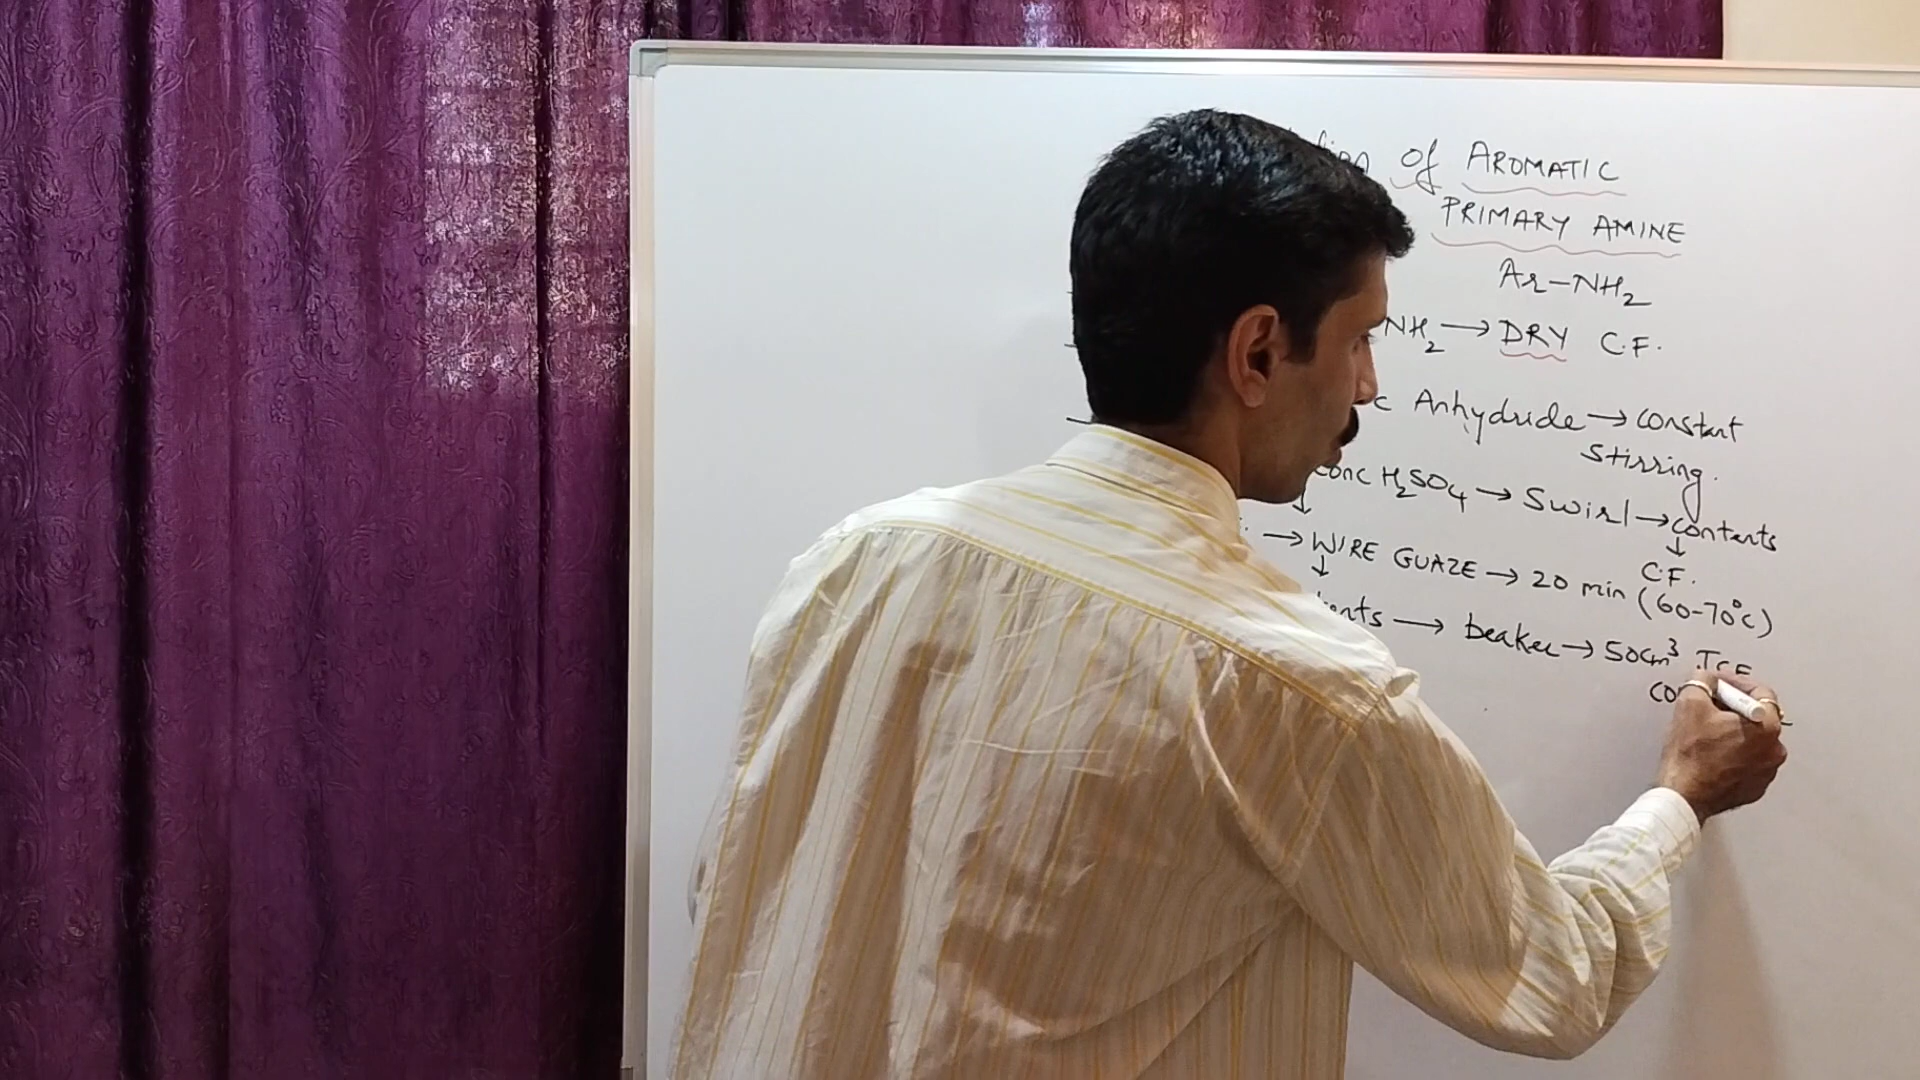 of AROMATIC
PRIMARY AMINE
Ar-NH₂
NH₂ → DRY C.F.
Anhydride → constant
stirring.
conc H₂SO₄ → Swirl → contents
↓ ↓
→ WIRE GUAZE → 20 min (60-70°C)
C.F.
↓
→ beaker → 50cm³